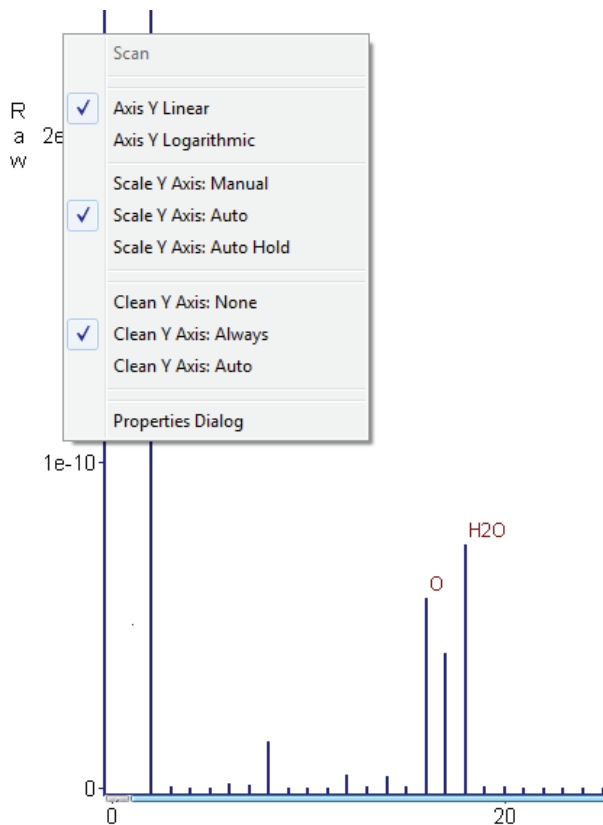 Scan
Axis Y Linear
Axis Y Logarithmic
Scale Y Axis: Manual
Scale Y Axis: Auto
Scale Y Axis: Auto Hold
Clean Y Axis: None
Clean Y Axis: Always
Clean Y Axis: Auto
Properties Dialog
Raw
2e
1e-10
H2O
O
0
0
20